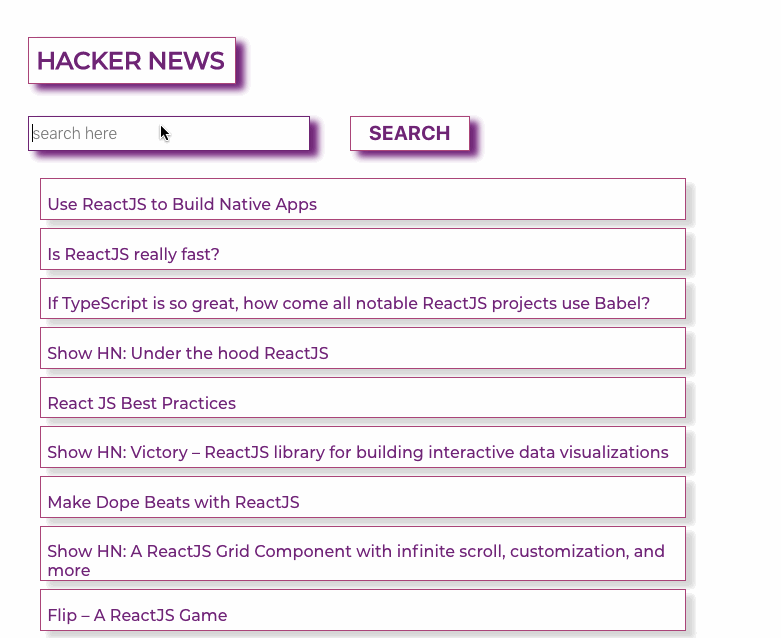 HACKER NEWS
search here
SEARCH
Use ReactJS to Build Native Apps
Is ReactJS really fast?
If TypeScript is so great, how come all notable ReactJS projects use Babel?
Show HN: Under the hood ReactJS
React JS Best Practices
Show HN: Victory – ReactJS library for building interactive data visualizations
Make Dope Beats with ReactJS
Show HN: A ReactJS Grid Component with infinite scroll, customization, and
more
Flip – A ReactJS Game